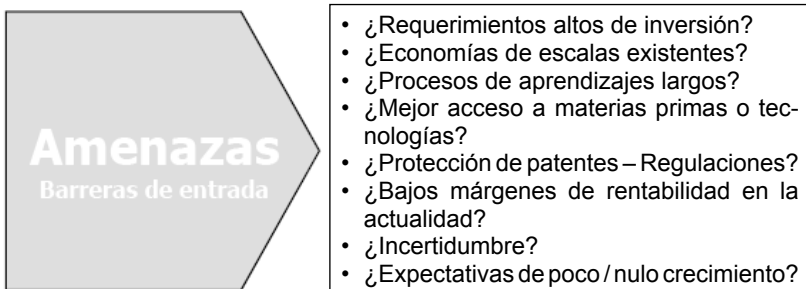 Amenazas
Barreras de entrada
• ¿Requerimientos altos de inversión?
• ¿Economías de escalas existentes?
• ¿Procesos de aprendizajes largos?
• ¿Mejor acceso a materias primas o tec-
nologías?
• ¿Protección de patentes – Regulaciones?
• ¿Bajos márgenes de rentabilidad en la
actualidad?
• ¿Incertidumbre?
• ¿Expectativas de poco / nulo crecimiento?